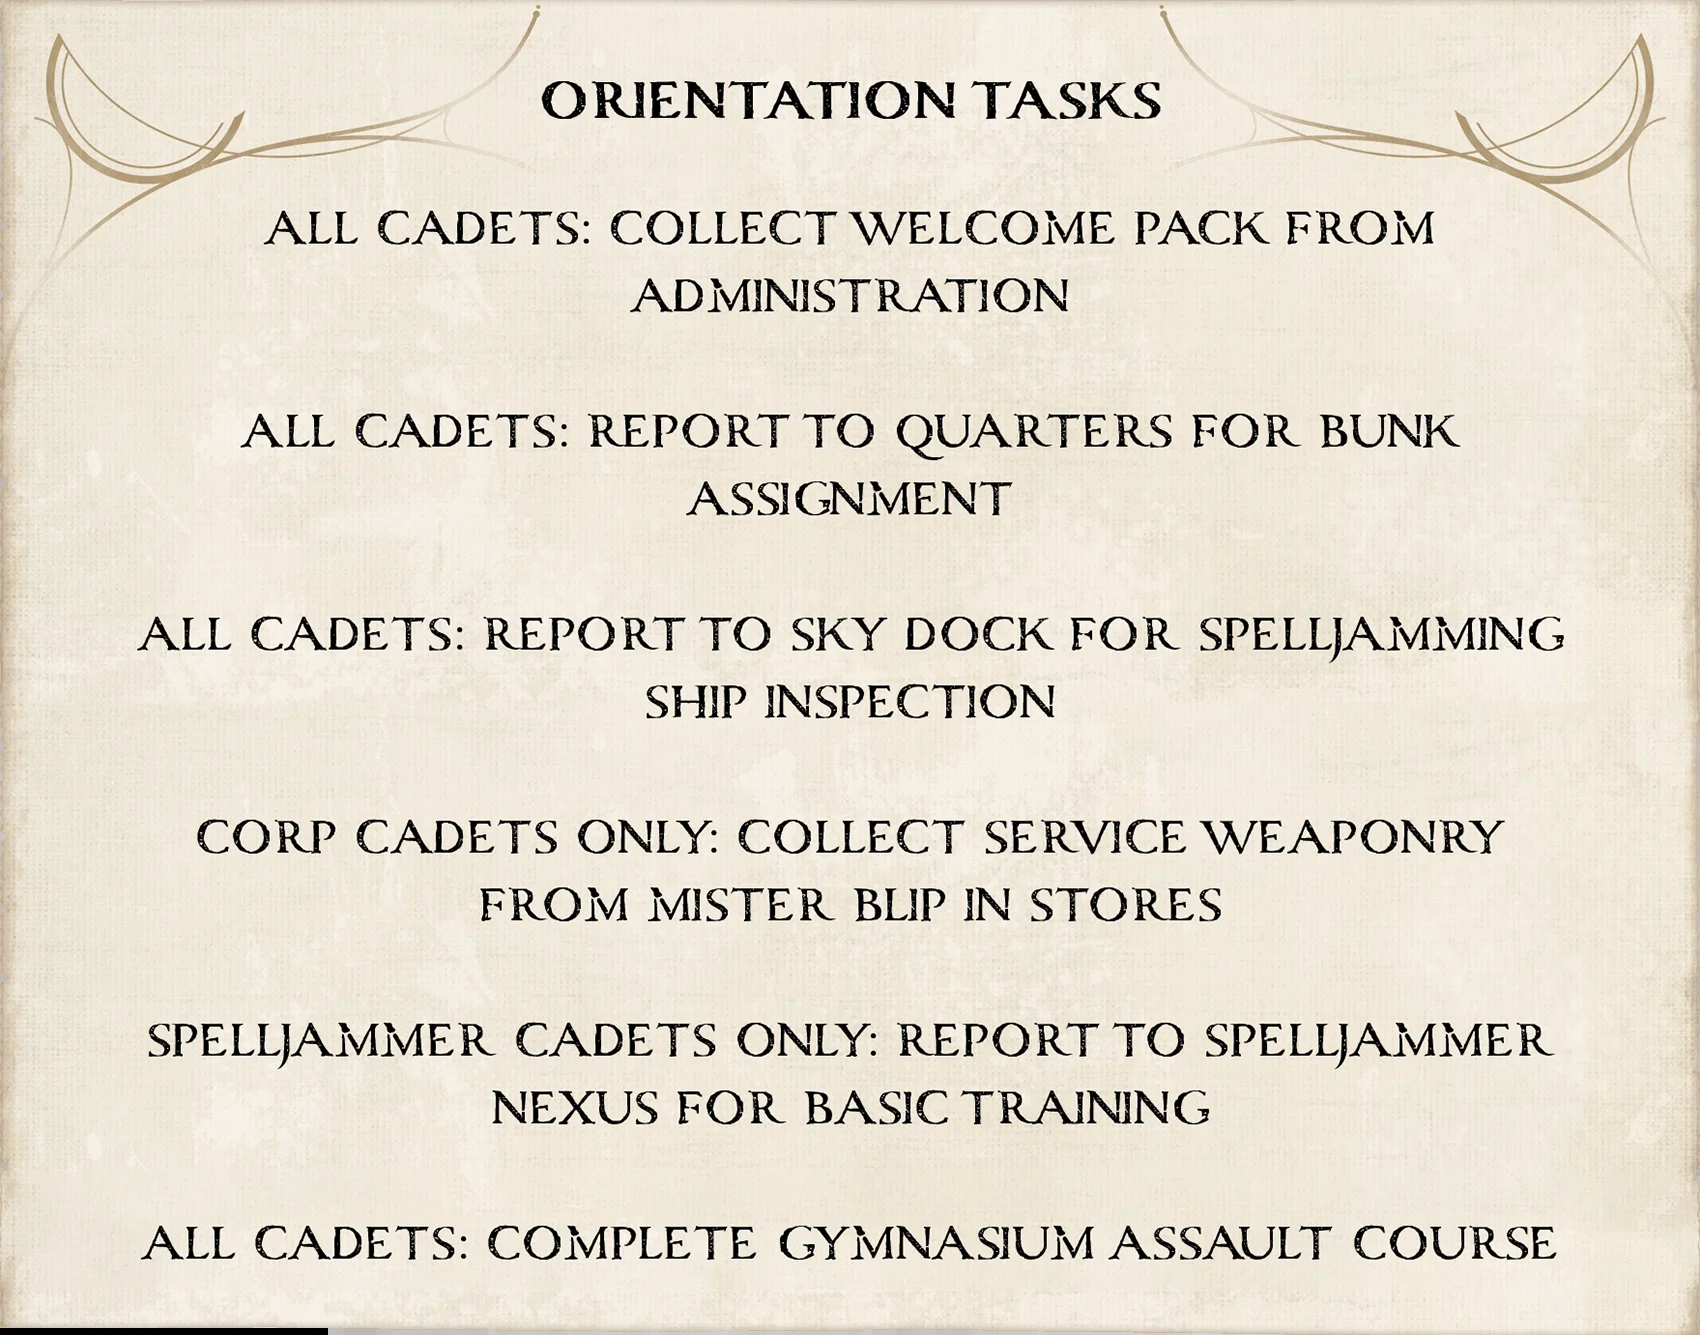 ORIENTATION TASKS
ALL CADETS: COLLECT WELCOME PACK FROM
ADMINISTRATION
ALL CADETS: REPORT TO QUARTERS FOR BUNK
ASSIGNMENT
ALL CADETS: REPORT TO SKY DOCK FOR SPELLJAMMING
SHIP INSPECTION
CORP CADETS ONLY: COLLECT SERVICE WEAPONRY
FROM MISTER BLIP IN STORES
SPELLJAMMER CADETS ONLY: REPORT TO SPELLJAMMER
NEXUS FOR BASIC TRAINING
ALL CADETS: COMPLETE GYMNASIUM ASSAULT COURSE